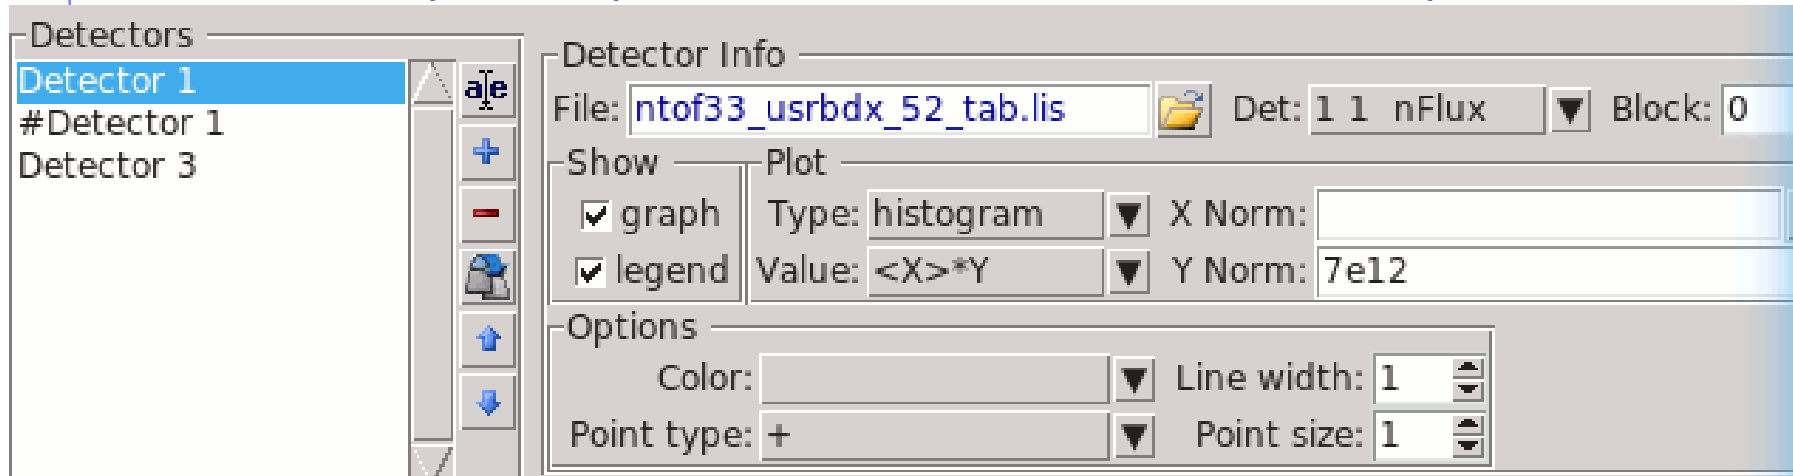 Detectors
Detector 1
#Detector 1
Detector 3
a e
Detector Info
File: ntof33_usrbdx_52_tab.lis Det: 1 1 nFlux Block: 0
Show Plot
graph Type: histogram X Norm:
legend Value: <X>*Y Y Norm: 7e12
Options
Color: Line width: 1
Point type: + Point size: 1